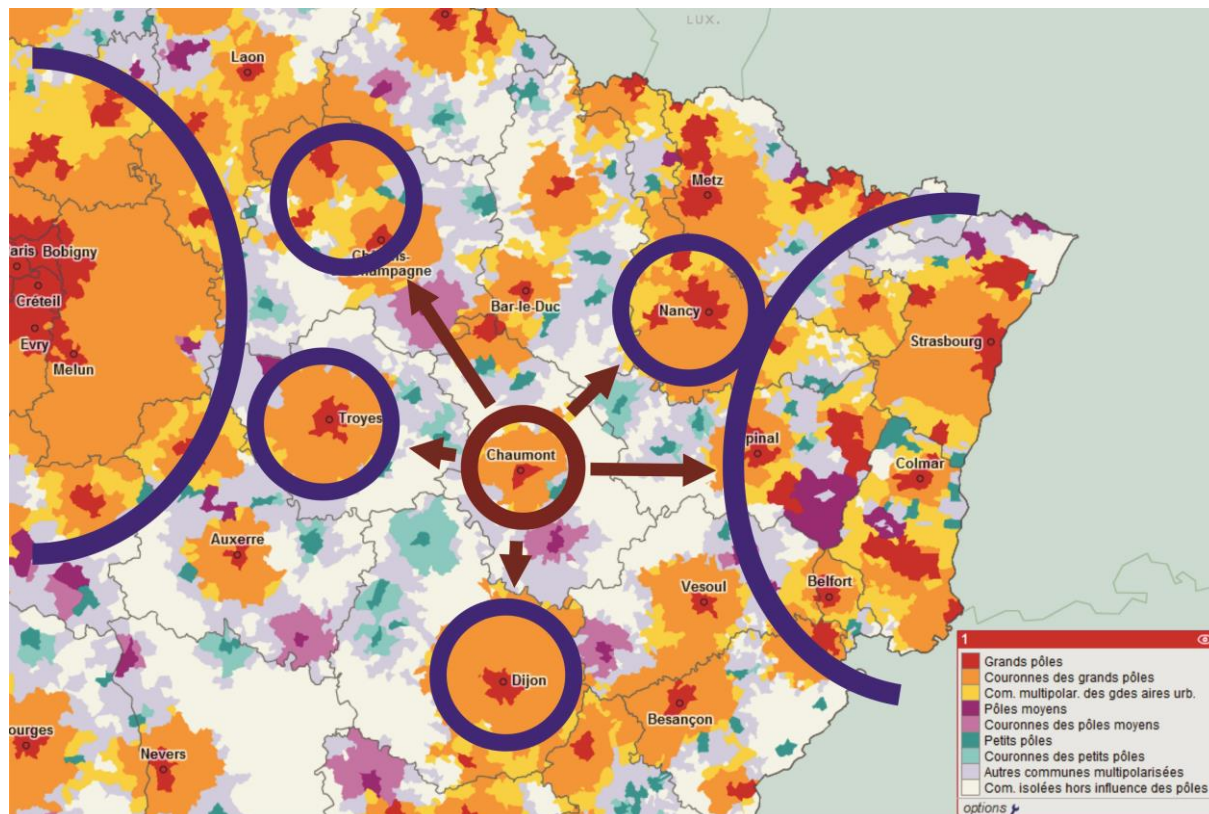 LUX.
Laon
Metz
aris Bobigny
Créteil
Evry
Melun
Châlons-
Champagne
Bar-le-Duc
Nancy
Strasbourg
Troyes
Chaumont
pinal
Colmar
Auxerre
Vesoul
Belfort
Dijon
Besançon
ourges
Nevers
1
Grands pôles
Couronnes des grands pôles
Com. multipolar. des gdes aires urb.
Pôles moyens
Couronnes des pôles moyens
Petits pôles
Couronnes des petits pôles
Autres communes multipolarisées
Com. isolées hors influence des pôles
options